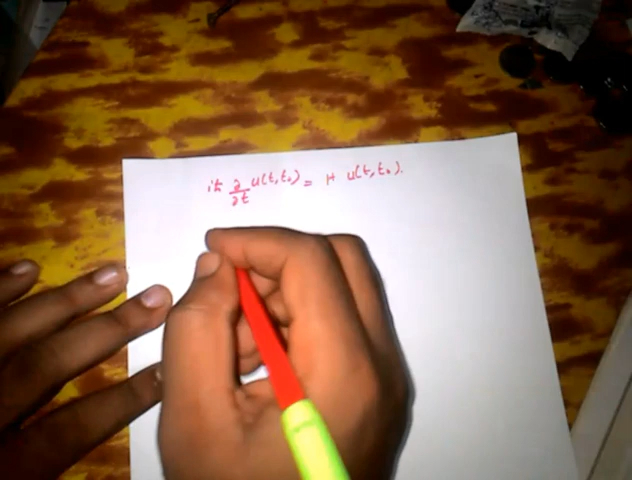 iħ ∂/∂t U(t,t₀) = H U(t,t₀).